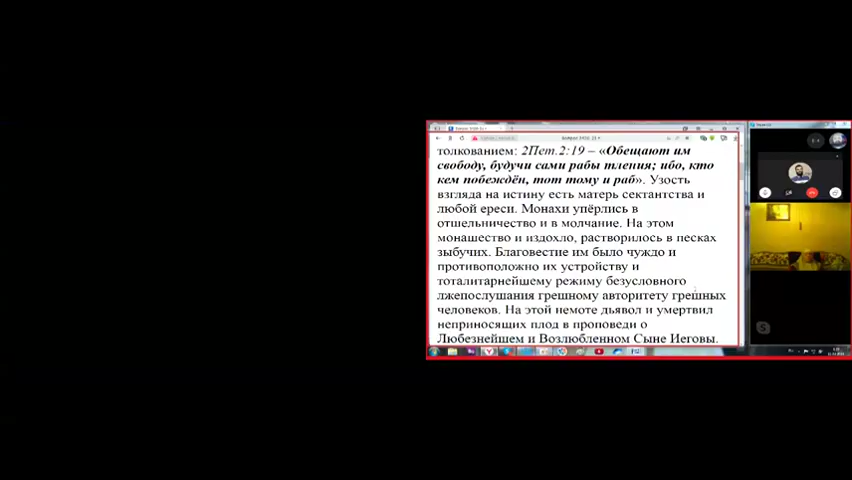 толкованием: 2Пет.2:19 – «Обещают им
свободу, будучи сами рабы тления; ибо, кто
кем побеждён, тот тому и раб». Узость
взгляда на истину есть матерь сектантства и
любой ереси. Монахи упёрлись в
отшельничество и в молчание. На этом
монашество и издохло, растворилось в песках
зыбучих. Благовестие им было чуждо и
противоположно их устройству и
тоталитарнейшему режиму безусловного
лжепослушания грешному авторитету грешных
человеков. На этой немоте дьявол и умертвил
неприносящих плод в проповеди о
Любезнейшем и Возлюбленном Сыне Иеговы.